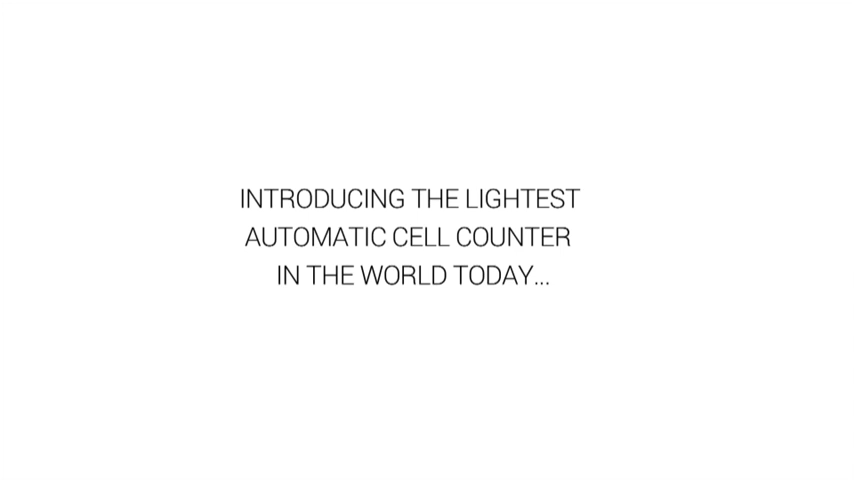 INTRODUCING THE LIGHTEST
AUTOMATIC CELL COUNTER
IN THE WORLD TODAY...